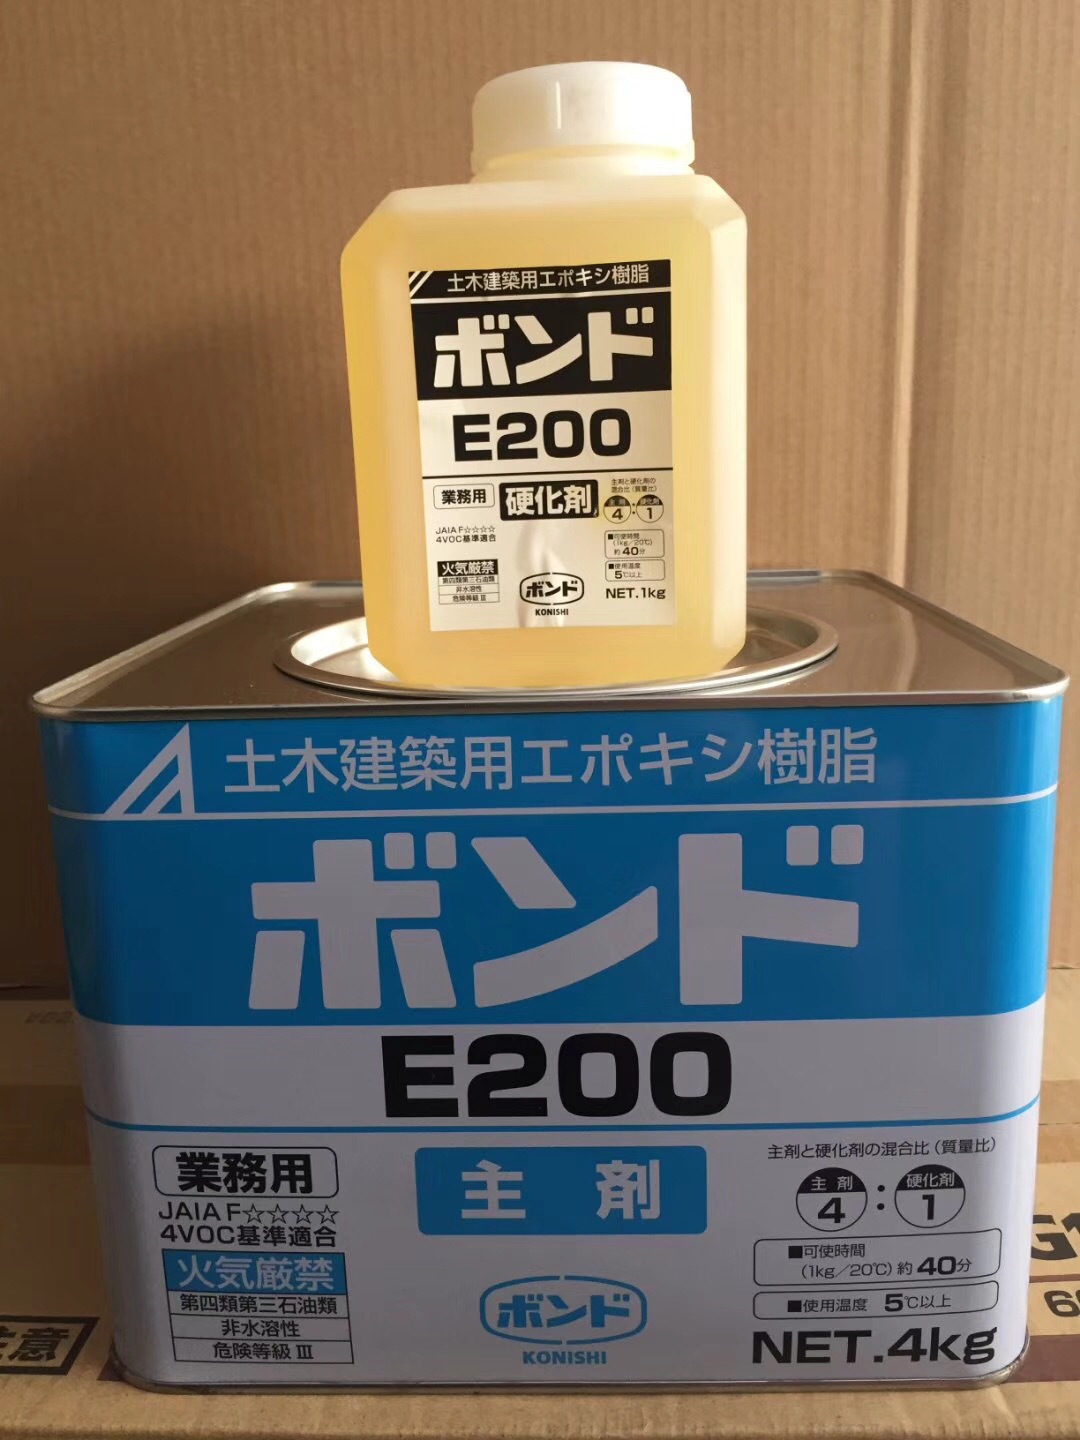 土木建築用エポキシ樹脂
ボンド
E200
業務用
硬化剤
主剤と硬化剤の
混合比(質量比)
主剤 硬化剤
4:1
JAIA F☆☆☆☆
4VOC基準適合
■可使時間
(1kg/20℃)
約40分
火気厳禁
第四類第三石油類
非水溶性
危険等級Ⅲ
■使用温度
5℃以上
ボンド
KONISHI
NET.1kg
土木建築用エポキシ樹脂
ボンド
E200
業務用
JAIA F☆☆☆☆
4VOC基準適合
火気厳禁
第四類第三石油類
非水溶性
危険等級Ⅲ
主剤
ボンド
KONISHI
主剤と硬化剤の混合比(質量比)
主剤 硬化剤
4:1
■可使時間
(1kg/20℃)約40分
■使用温度 5℃以上
NET.4kg
注意